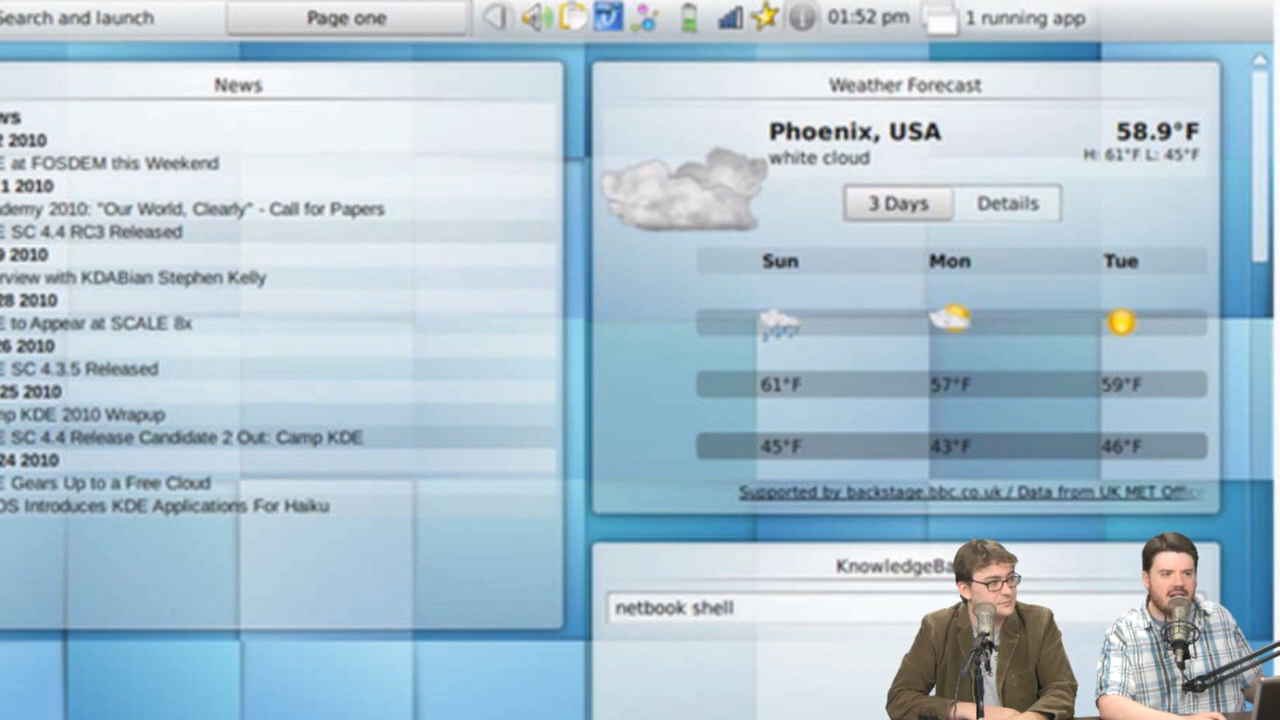 Search and launch
Page one
01:52 pm
1 running app
News
ws
2 2010
E at FOSDEM this Weekend
1 2010
demy 2010: "Our World, Clearly" - Call for Papers
E SC 4.4 RC3 Released
9 2010
rview with KDABian Stephen Kelly
28 2010
E to Appear at SCALE 8x
26 2010
E SC 4.3.5 Released
25 2010
mp KDE 2010 Wrapup
E SC 4.4 Release Candidate 2 Out: Camp KDE
24 2010
E Gears Up to a Free Cloud
OS Introduces KDE Applications For Haiku
Weather Forecast
Phoenix, USA
58.9°F
white cloud
H: 61°F L: 45°F
3 Days
Details
Sun Mon Tue
61°F 57°F 59°F
45°F 43°F 46°F
Supported by backstage.bbc.co.uk / Data from UK MET Offic
KnowledgeBa
netbook shell